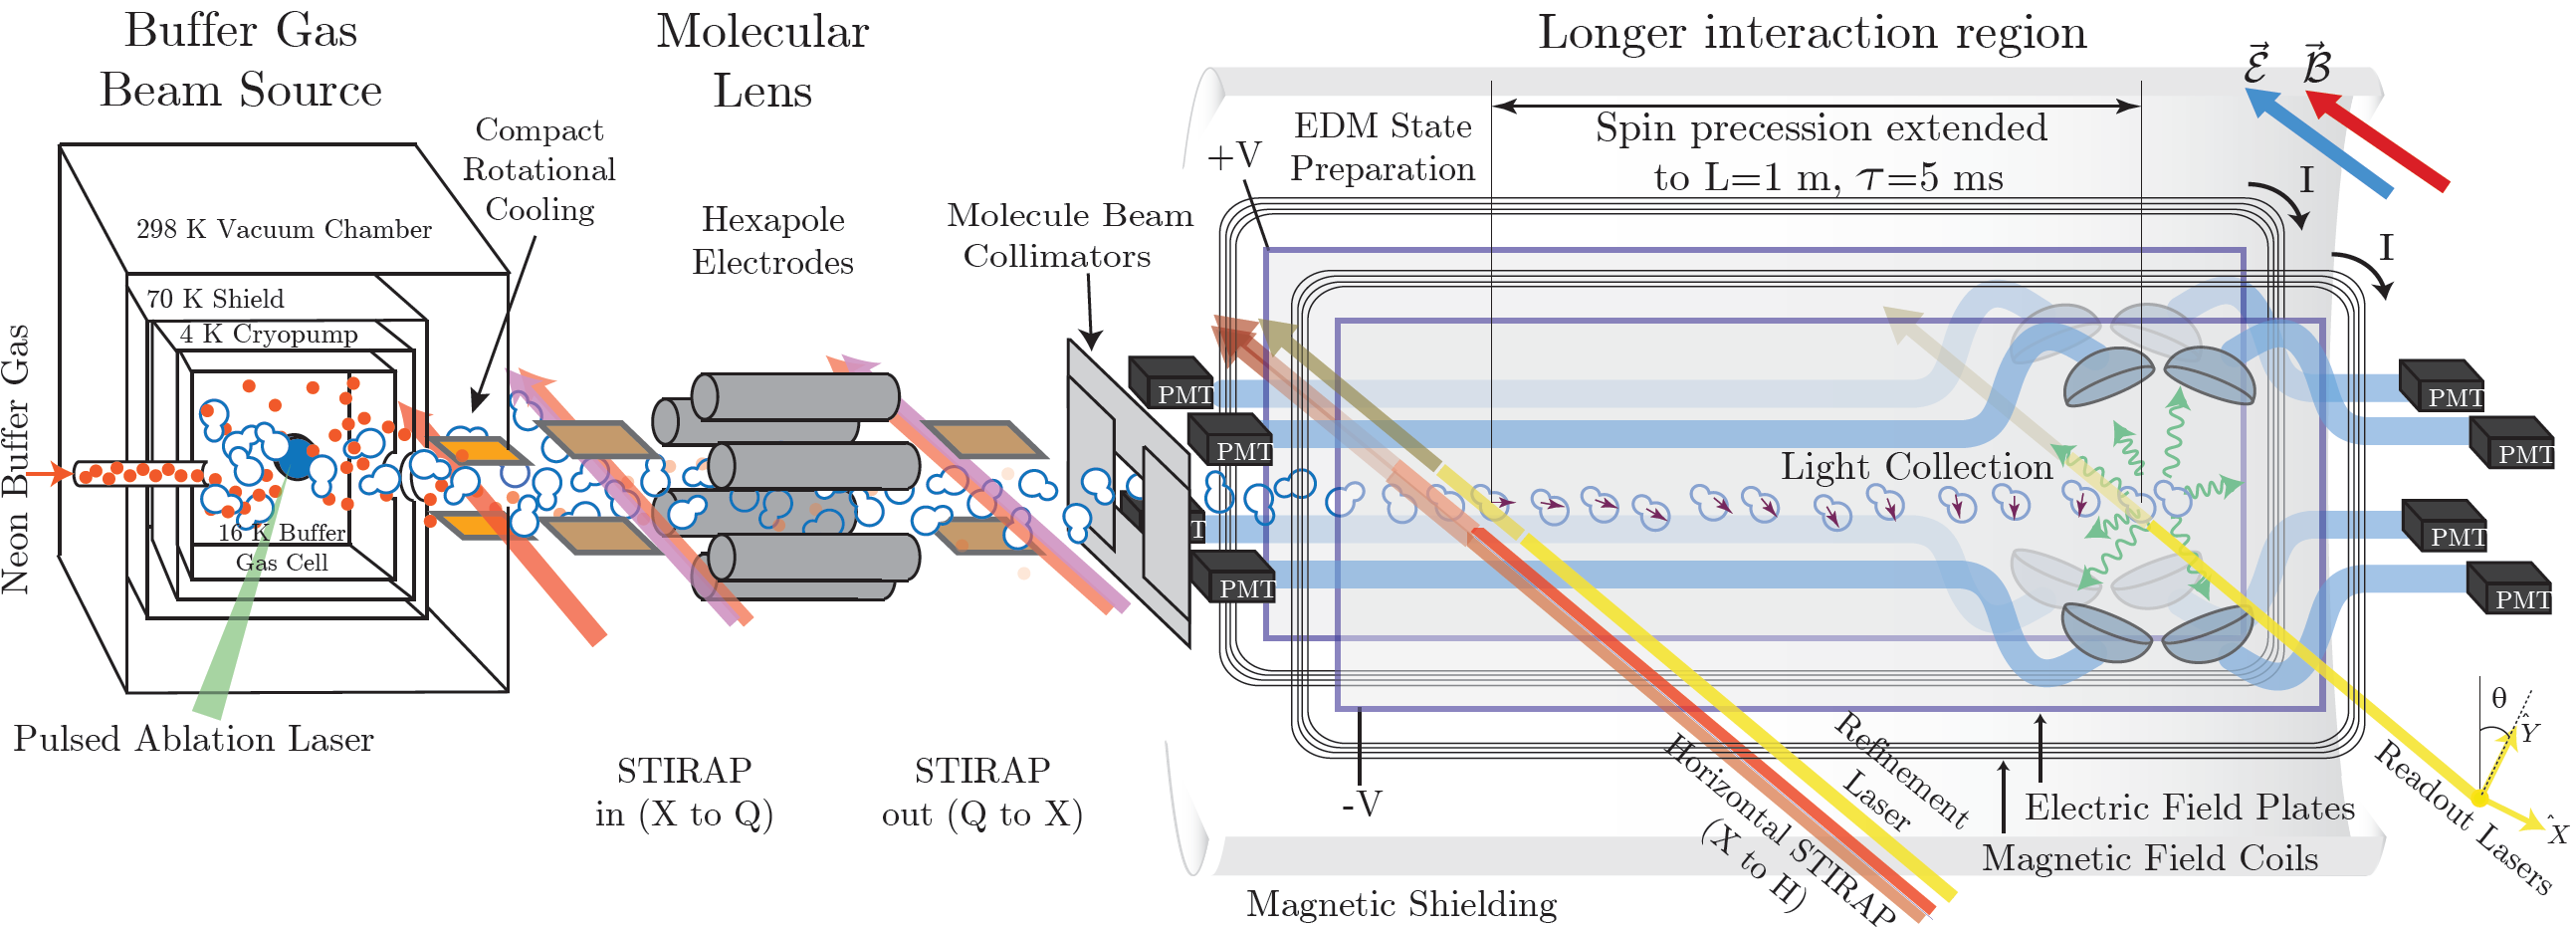 Buffer Gas
Beam Source
Molecular
Lens
Longer interaction region
Compact
Rotational
Cooling
Hexapole
Electrodes
Molecule Beam
Collimators
+V
EDM State
Preparation
Spin precession extended
to L=1 m, τ=5 ms
ℰ⃗
ℬ⃗
I
I
298 K Vacuum Chamber
70 K Shield
4 K Cryopump
16 K Buffer
Gas Cell
Neon Buffer Gas
Pulsed Ablation Laser
STIRAP
in (X to Q)
STIRAP
out (Q to X)
PMT
PMT
T
PMT
PMT
PMT
PMT
PMT
Light Collection
-V
Refinement
Laser
Horizontal STIRAP
(X to H)
Electric Field Plates
Magnetic Field Coils
Magnetic Shielding
Readout Lasers
θ
Ŷ
X̂